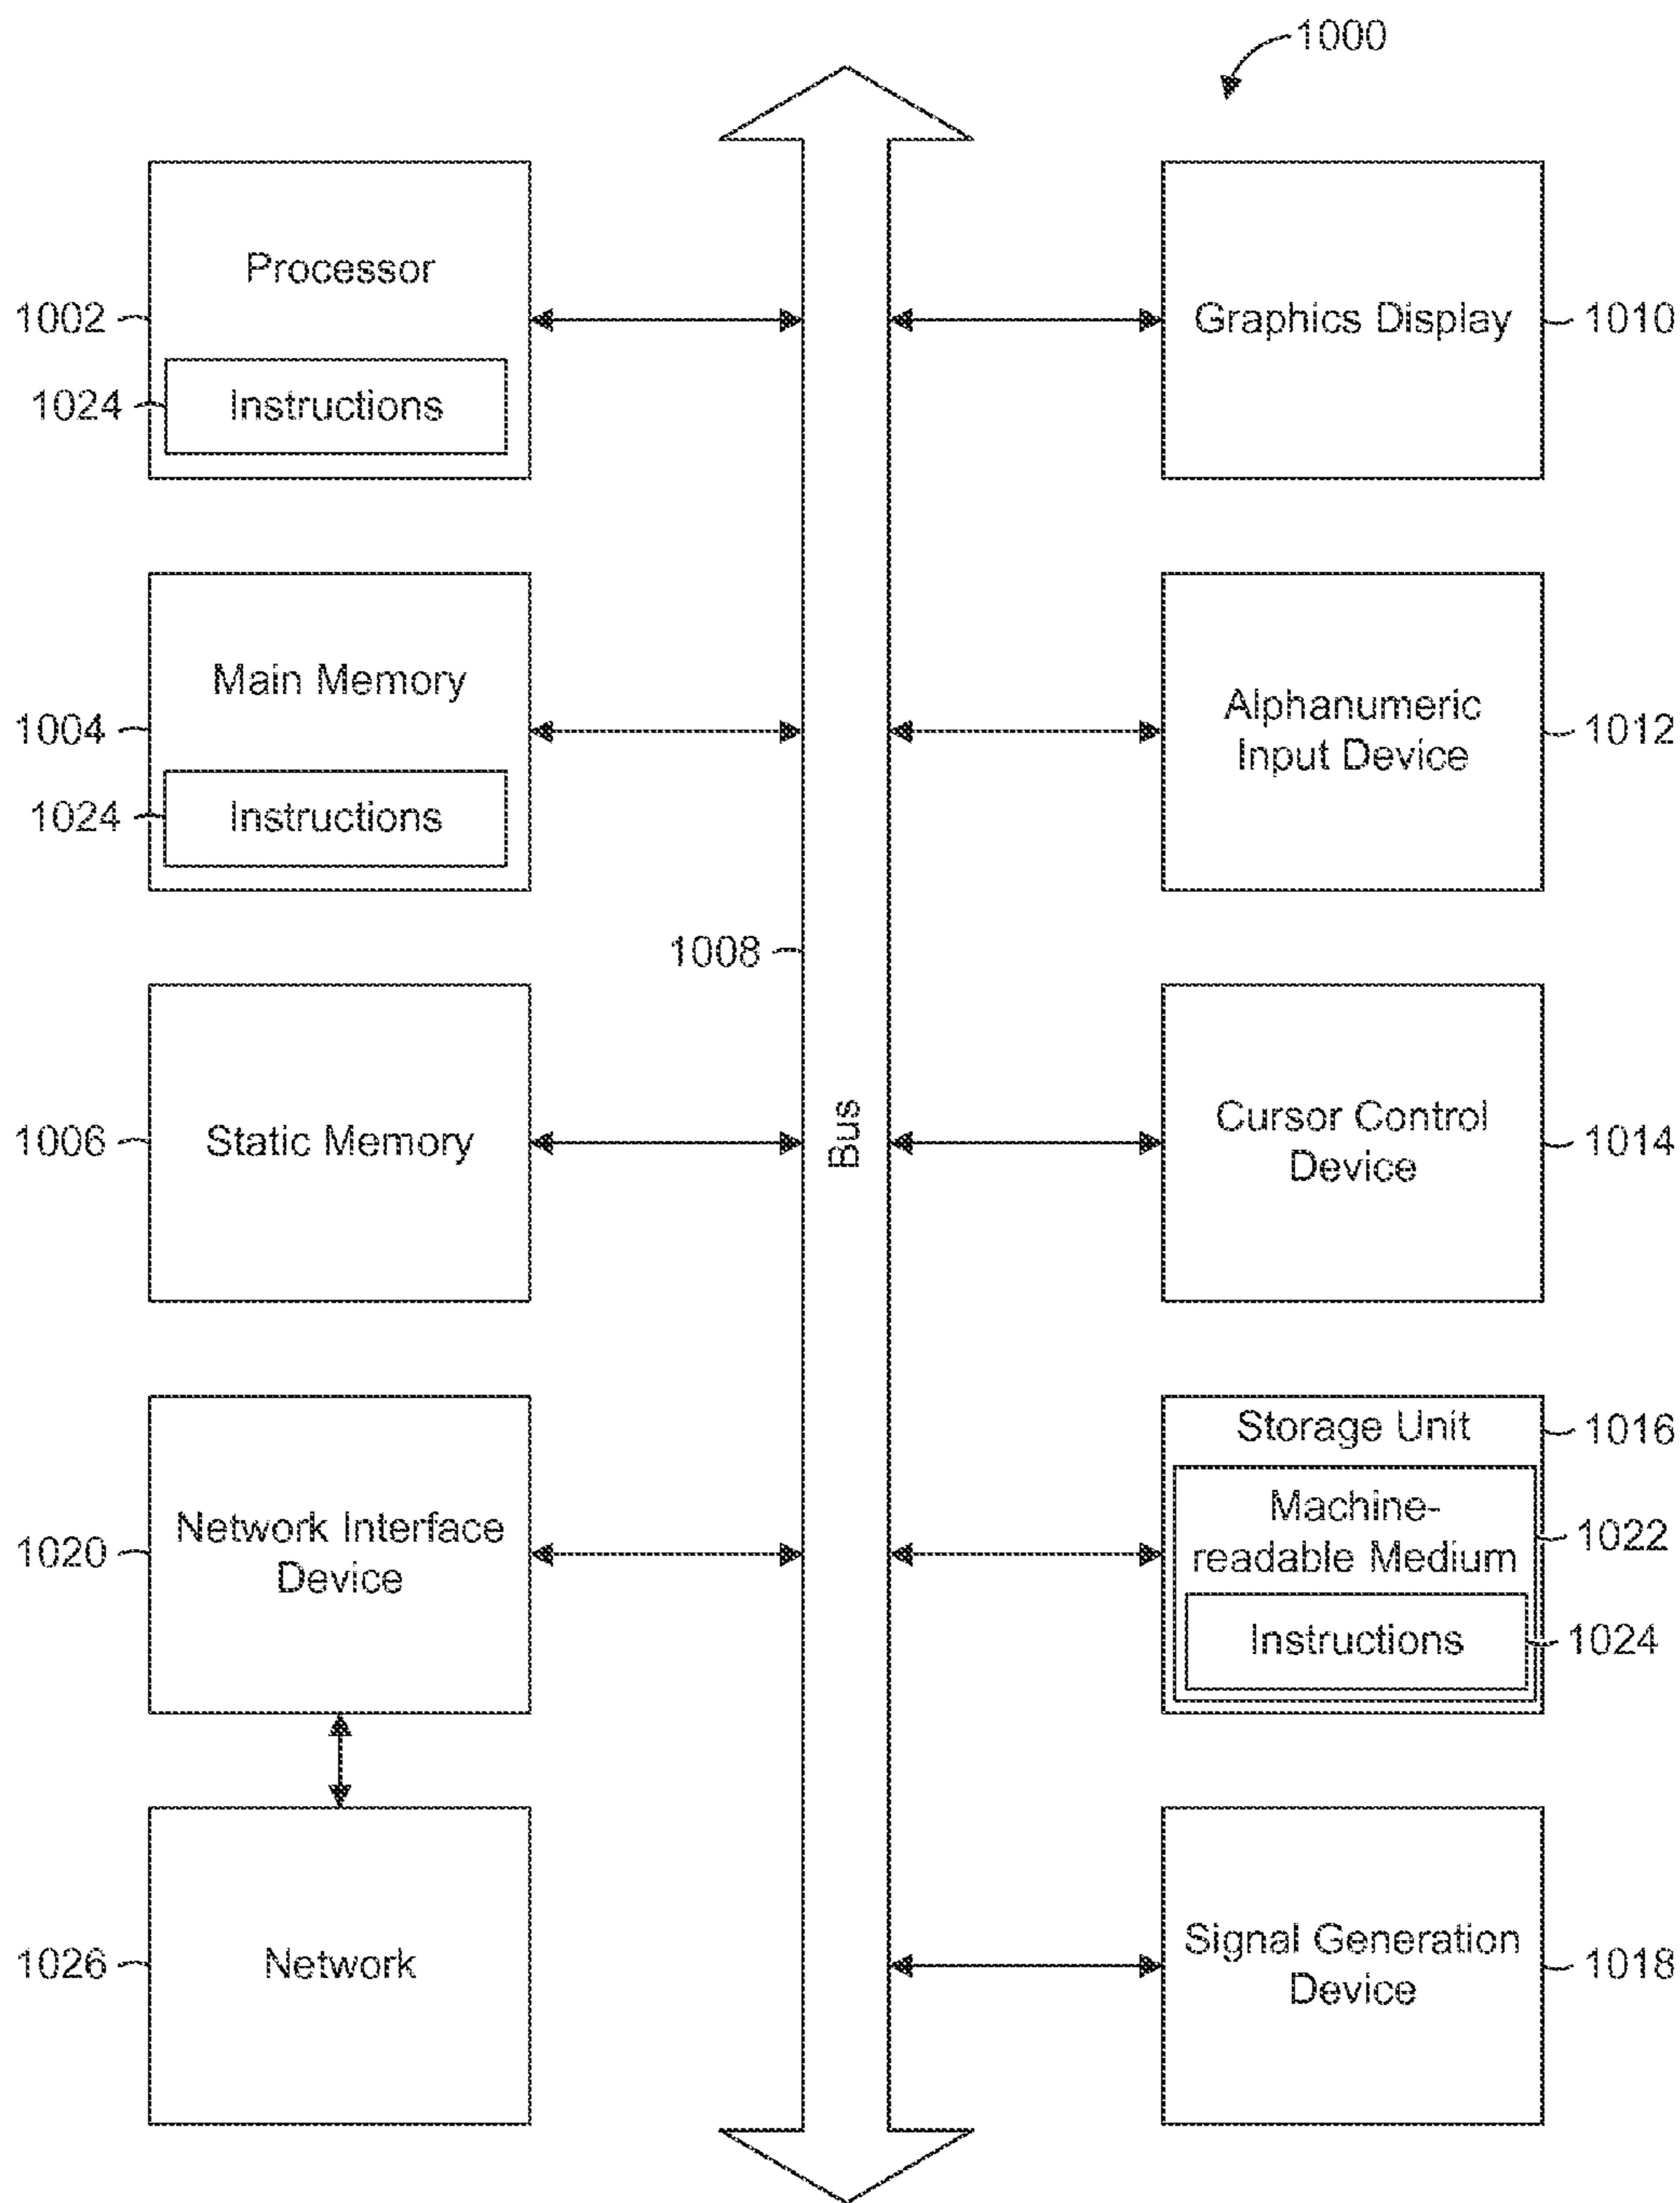 1000
Processor
1002
1024
Instructions
Graphics Display
1010
Main Memory
1004
1024
Instructions
Alphanumeric
Input Device
1012
1008
Bus
Static Memory
1006
Cursor Control
Device
1014
Network Interface
Device
1020
Storage Unit
1016
Machine-
readable Medium
1022
Instructions
1024
Network
1026
Signal Generation
Device
1018